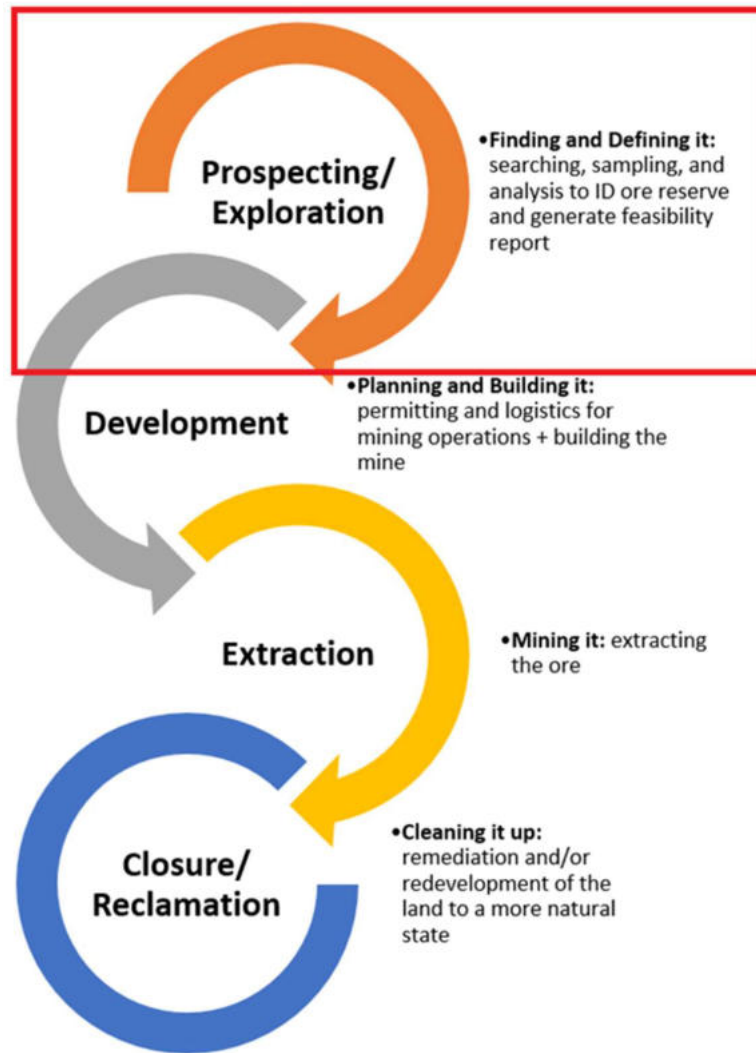 Prospecting/
Exploration
•Finding and Defining it:
searching, sampling, and
analysis to ID ore reserve
and generate feasibility
report
Development
•Planning and Building it:
permitting and logistics for
mining operations + building the
mine
Extraction
•Mining it: extracting
the ore
Closure/
Reclamation
•Cleaning it up:
remediation and/or
redevelopment of the
land to a more natural
state